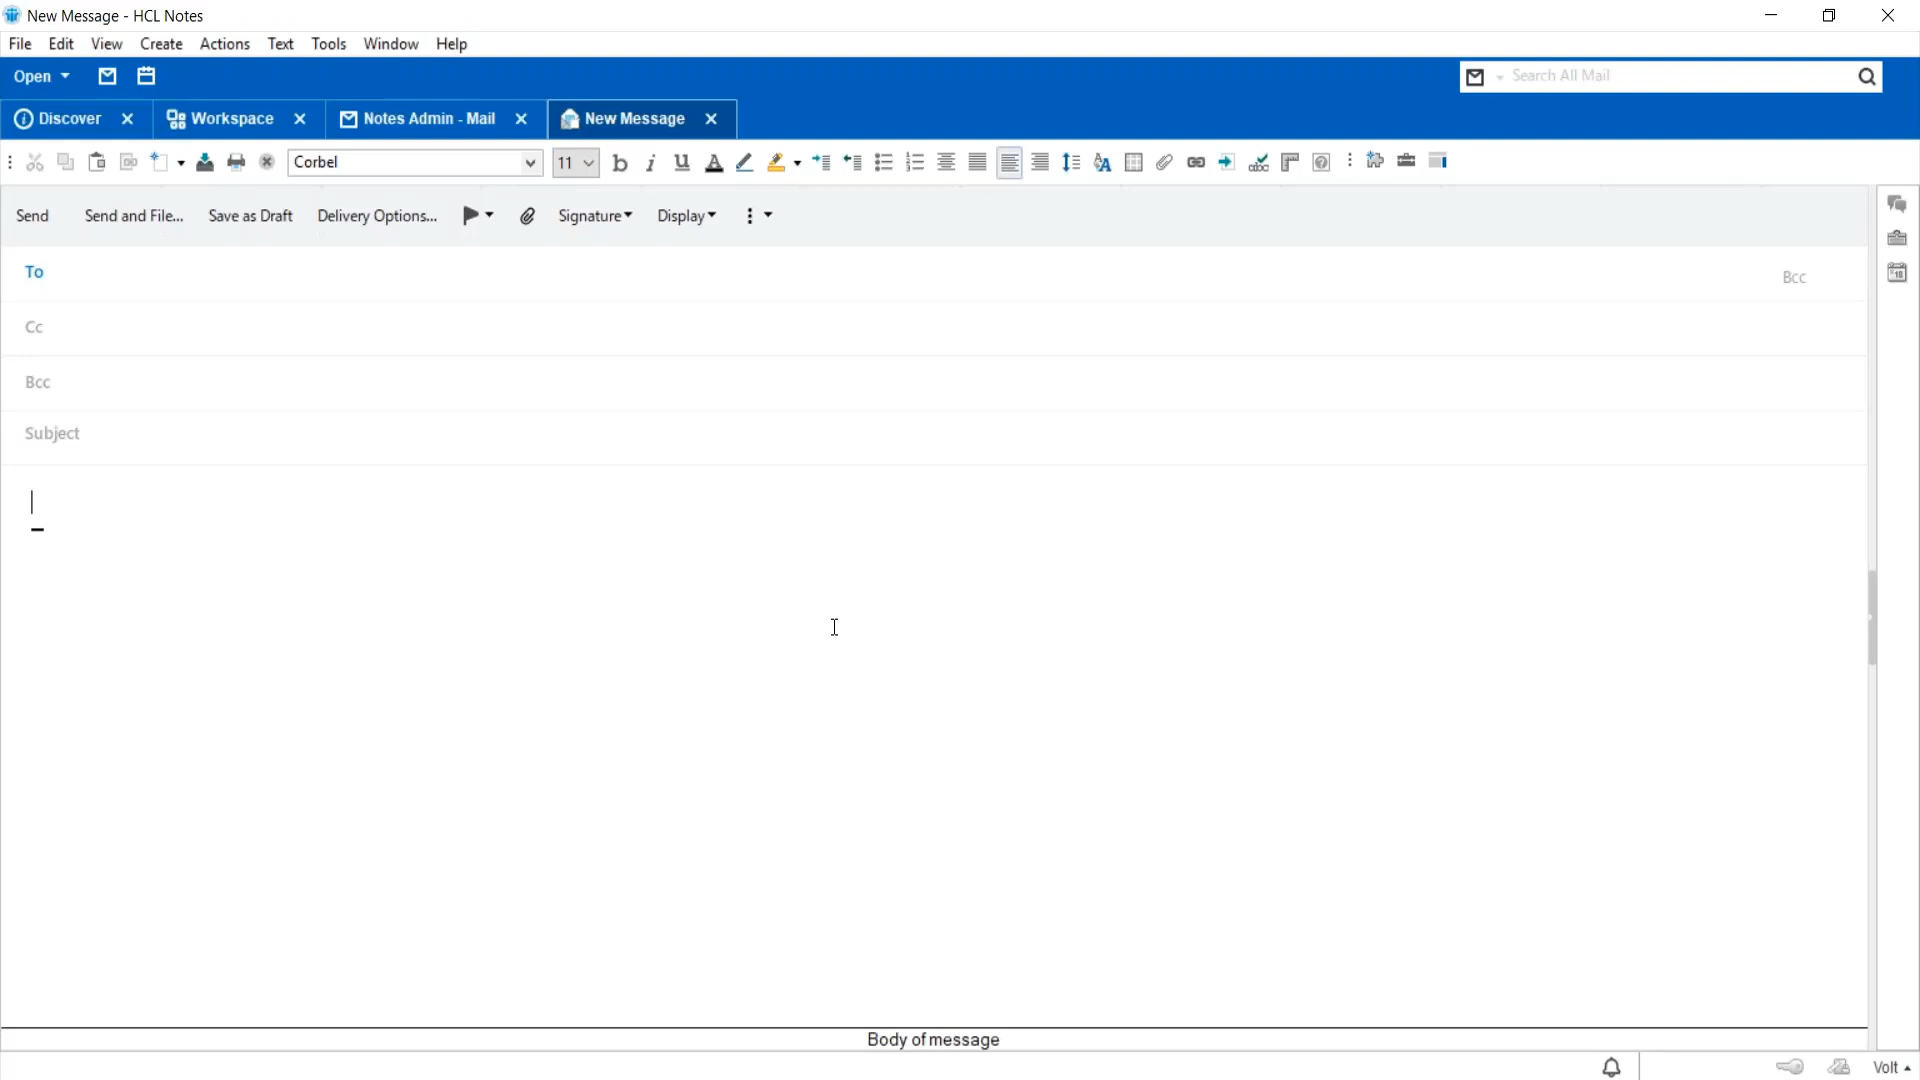 New Message - HCL Notes
File Edit View Create Actions Text Tools Window Help
Open Search All Mail
Discover Workspace Notes Admin - Mail New Message
Corbel 11 b i u A
Send Send and File... Save as Draft Delivery Options... Signature Display
To Bcc
Cc
Bcc
Subject
Body of message
Volt